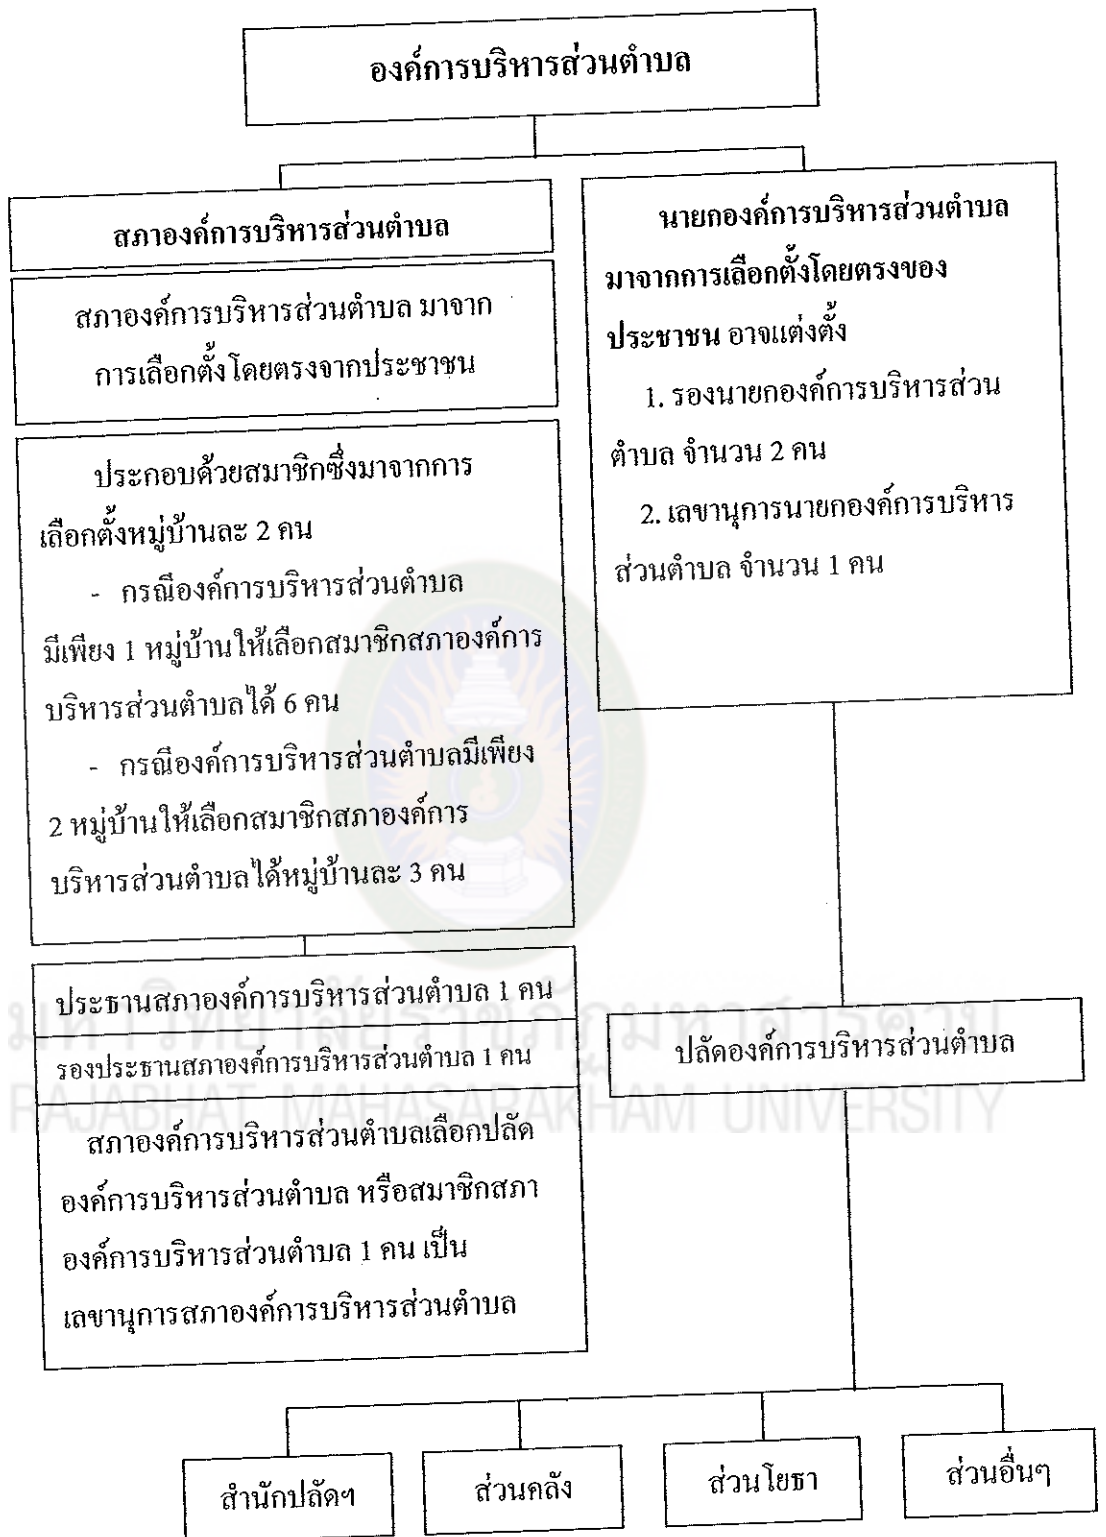 องค์การบริหารส่วนตำบล
สภาองค์การบริหารส่วนตำบล
สภาองค์การบริหารส่วนตำบล มาจาก
การเลือกตั้งโดยตรงจากประชาชน
ประกอบด้วยสมาชิกซึ่งมาจากการ
เลือกตั้งหมู่บ้านละ 2 คน
- กรณีองค์การบริหารส่วนตำบล
มีเพียง 1 หมู่บ้านให้เลือกสมาชิกสภาองค์การ
บริหารส่วนตำบลได้ 6 คน
- กรณีองค์การบริหารส่วนตำบลมีเพียง
2 หมู่บ้านให้เลือกสมาชิกสภาองค์การ
บริหารส่วนตำบลได้หมู่บ้านละ 3 คน
ประธานสภาองค์การบริหารส่วนตำบล 1 คน
รองประธานสภาองค์การบริหารส่วนตำบล 1 คน
สภาองค์การบริหารส่วนตำบลเลือกปลัด
องค์การบริหารส่วนตำบล หรือสมาชิกสภา
องค์การบริหารส่วนตำบล 1 คน เป็น
เลขานุการสภาองค์การบริหารส่วนตำบล
นายกองค์การบริหารส่วนตำบล
มาจากการเลือกตั้งโดยตรงของ
ประชาชน อาจแต่งตั้ง
1. รองนายกองค์การบริหารส่วน
ตำบล จำนวน 2 คน
2. เลขานุการนายกองค์การบริหาร
ส่วนตำบล จำนวน 1 คน
ปลัดองค์การบริหารส่วนตำบล
สำนักปลัดฯ
ส่วนคลัง
ส่วนโยธา
ส่วนอื่นๆ
มหาวิทยาลัยราชภัฏมหาสารคาม
RAJABHAT MAHASARAKHAM UNIVERSITY